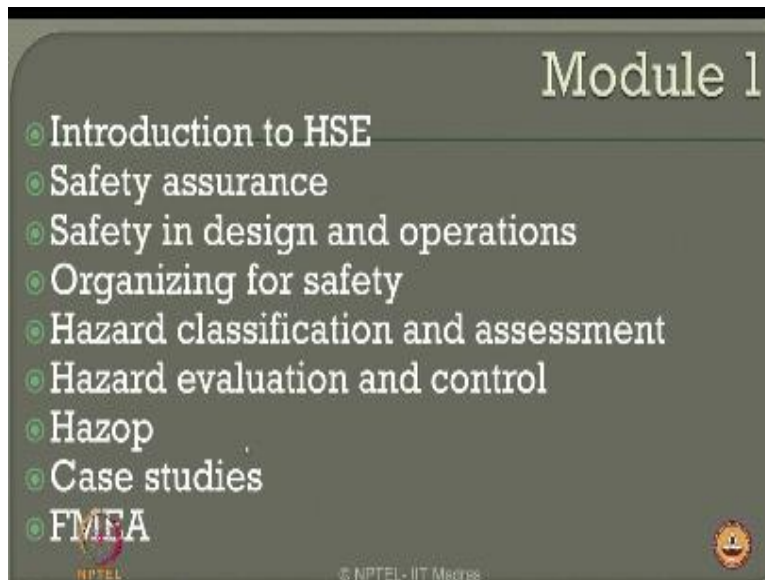 Module 1
Introduction to HSE
Safety assurance
Safety in design and operations
Organizing for safety
Hazard classification and assessment
Hazard evaluation and control
Hazop
Case studies
FMEA
NPTEL
© NPTEL- IIT Madras